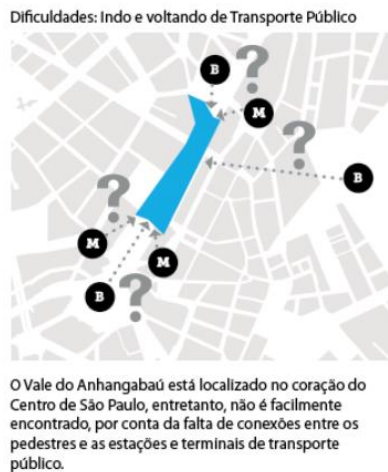 Dificuldades: Indo e voltando de Transporte Público
B
?
M
?
B
?
M
M
B
?
O Vale do Anhangabaú está localizado no coração do
Centro de São Paulo, entretanto, não é facilmente
encontrado, por conta da falta de conexões entre os
pedestres e as estações e terminais de transporte
público.